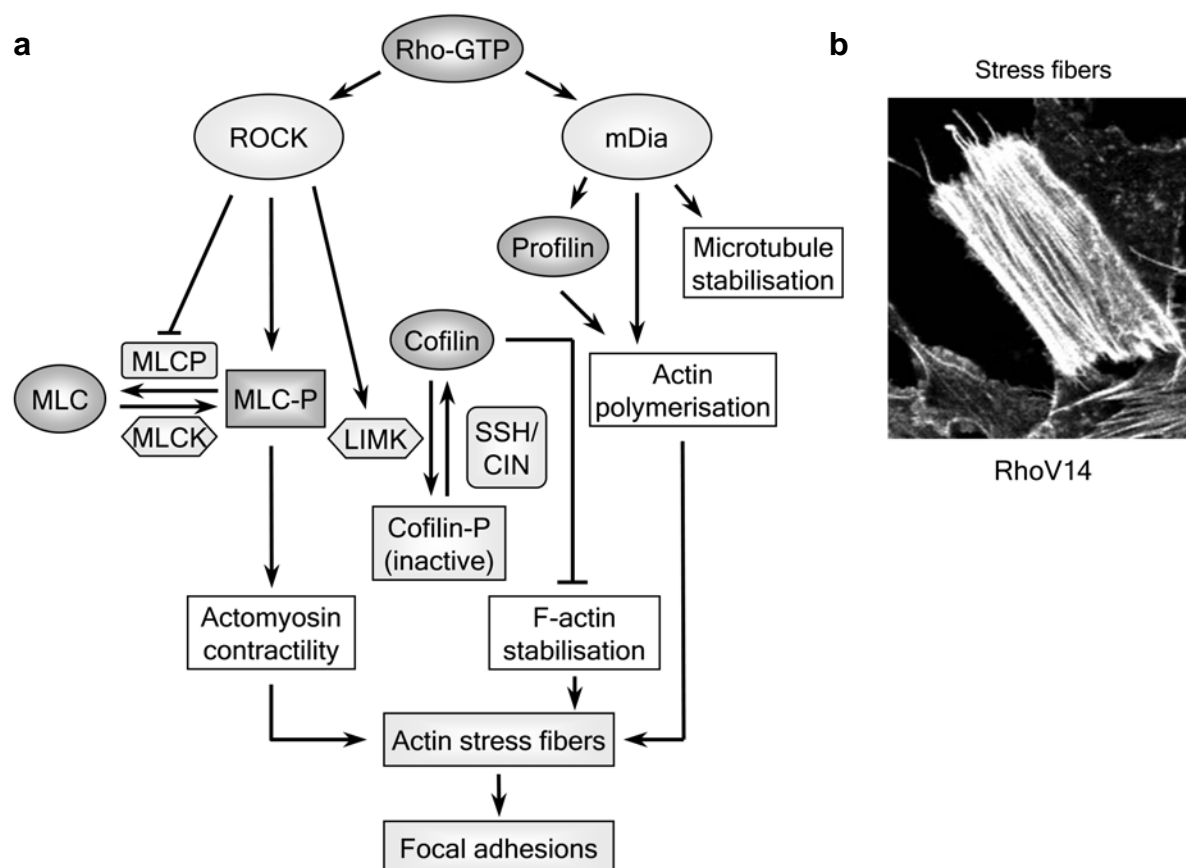 a
b
Rho-GTP
Stress fibers
ROCK
mDia
Profilin
Microtubule
stabilisation
Cofilin
MLCP
MLC
MLC-P
MLCK
LIMK
SSH/
CIN
Actin
polymerisation
RhoV14
Cofilin-P
(inactive)
Actomyosin
contractility
F-actin
stabilisation
Actin stress fibers
Focal adhesions